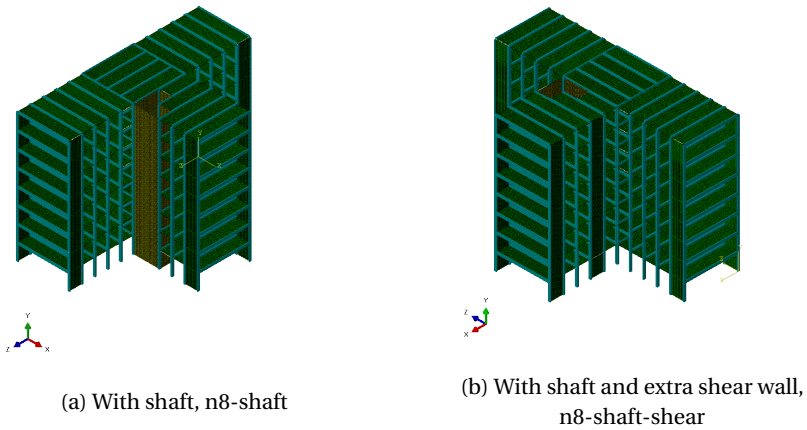 Y
Z
X
Y
Z
X
Y
Z
X
(a) With shaft, n8-shaft
(b) With shaft and extra shear wall,
n8-shaft-shear